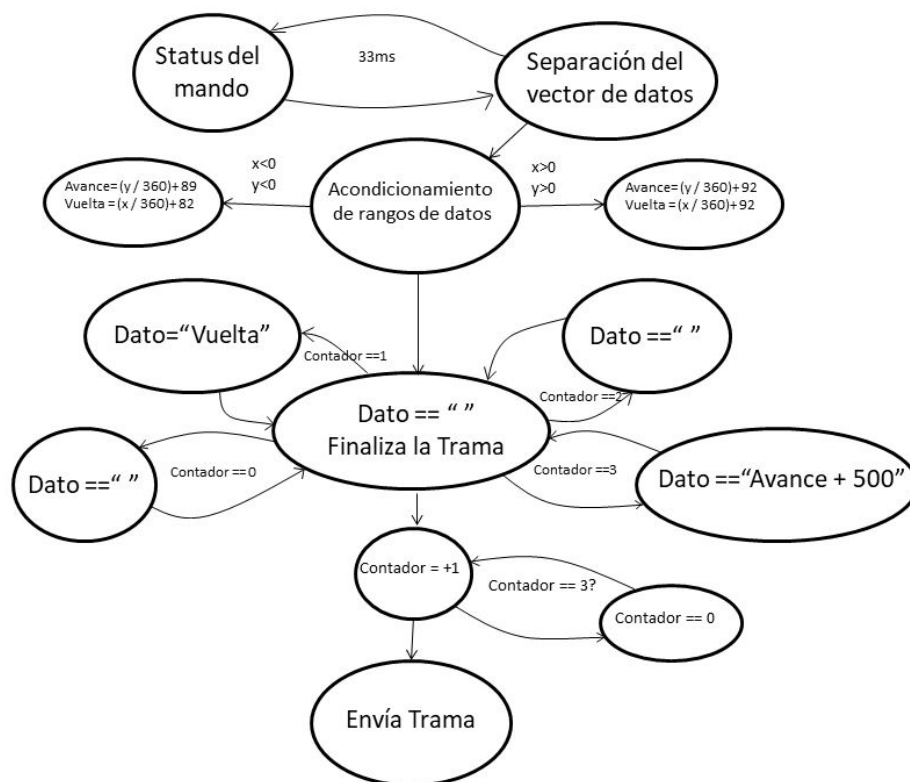 Status del
mando
33ms
Separación del
vector de datos
x<0
y<0
Acondicionamiento
de rangos de datos
x>0
y>0
Avance=(y / 360)+89
Vuelta =(x / 360)+82
Avance=(y / 360)+92
Vuelta =(x / 360)+92
Dato="Vuelta"
Contador ==1
Dato ==“ ”
Contador ==2
Dato == “ ”
Finaliza la Trama
Dato ==“ ”
Contador ==0
Contador ==3
Dato ==“Avance + 500”
Contador = +1
Contador == 3?
Contador == 0
Envía Trama